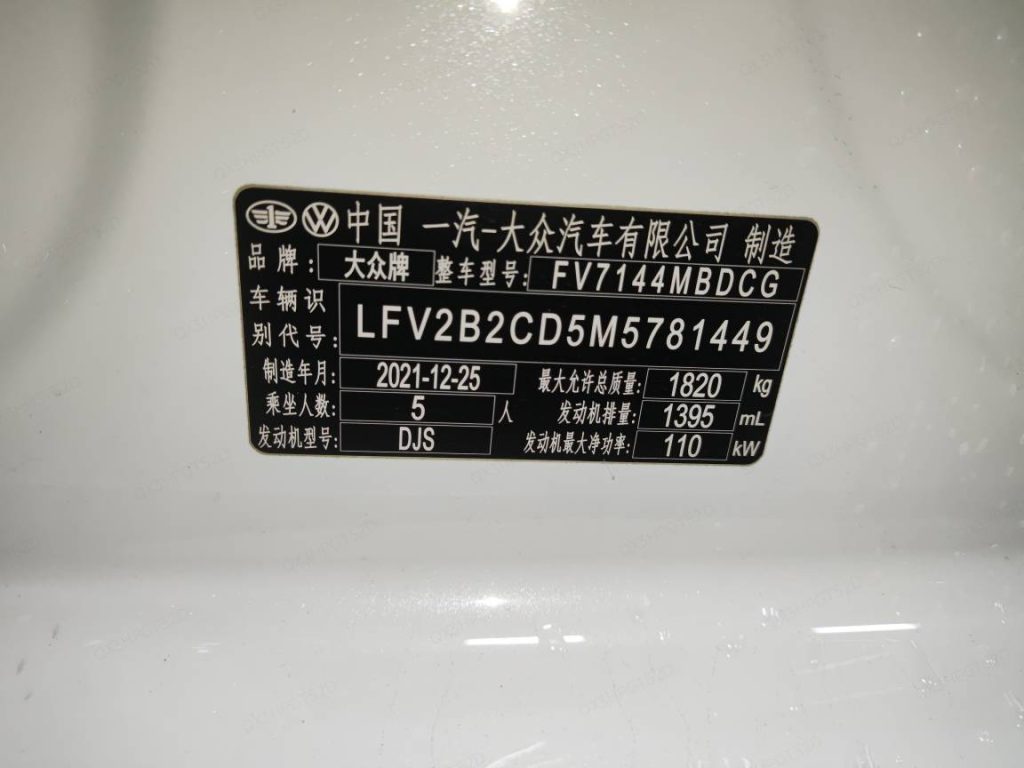 中国 一汽-大众汽车有限公司 制造
品牌: 大众牌 整车型号: FV7144MBDCG
车辆识
别代号: LFV2B2CD5M5781449
制造年月: 2021-12-25 最大允许总质量: 1820 kg
乘坐人数: 5 人 发动机排量: 1395 mL
发动机型号: DJS 发动机最大净功率: 110 kW